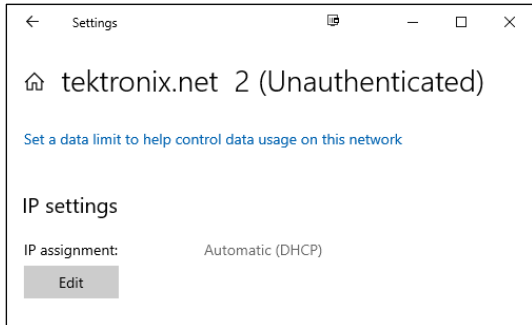 Settings
tektronix.net 2 (Unauthenticated)
Set a data limit to help control data usage on this network
IP settings
IP assignment: Automatic (DHCP)
Edit